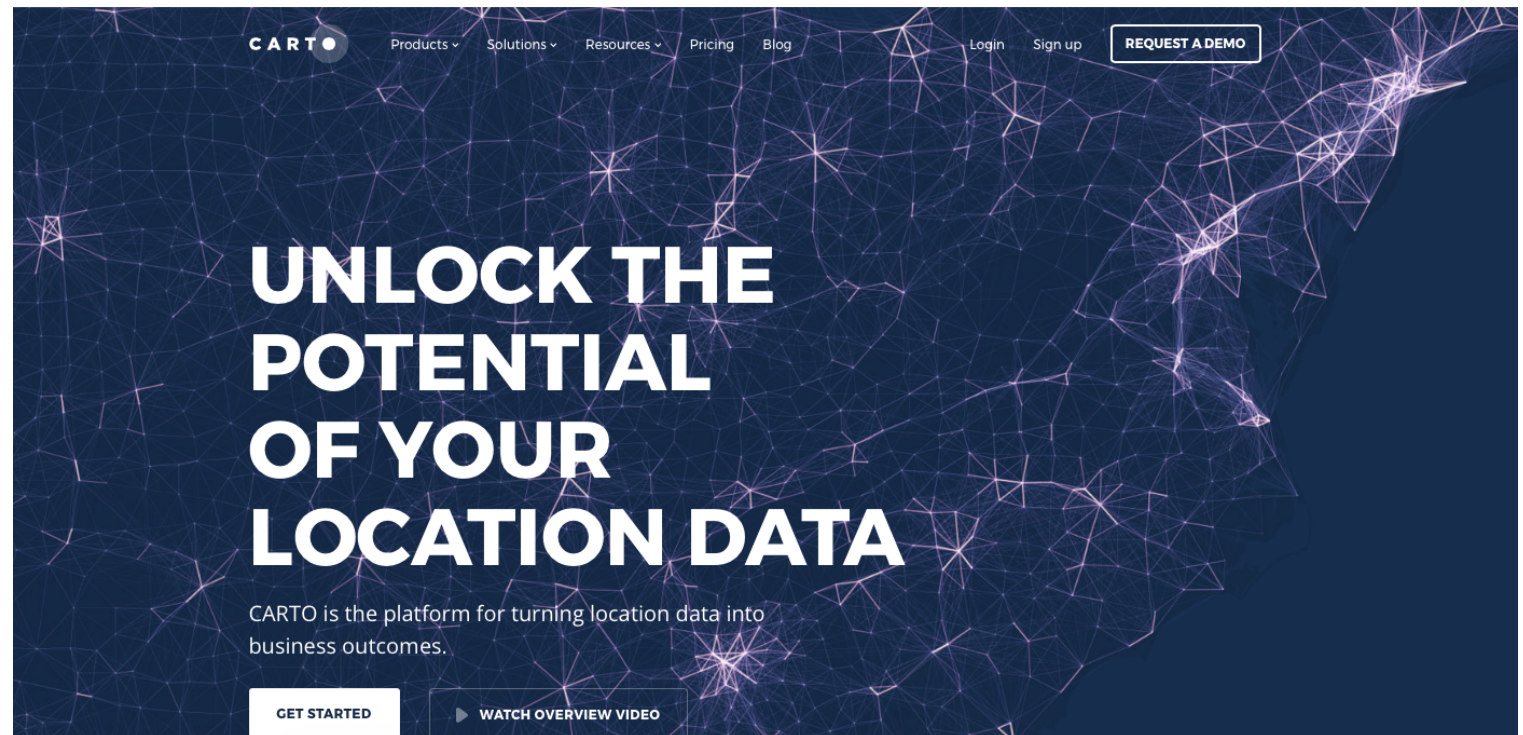 CARTO
Products Solutions Resources Pricing Blog Login Sign up REQUEST A DEMO
UNLOCK THE
POTENTIAL
OF YOUR
LOCATION DATA
CARTO is the platform for turning location data into
business outcomes.
GET STARTED WATCH OVERVIEW VIDEO